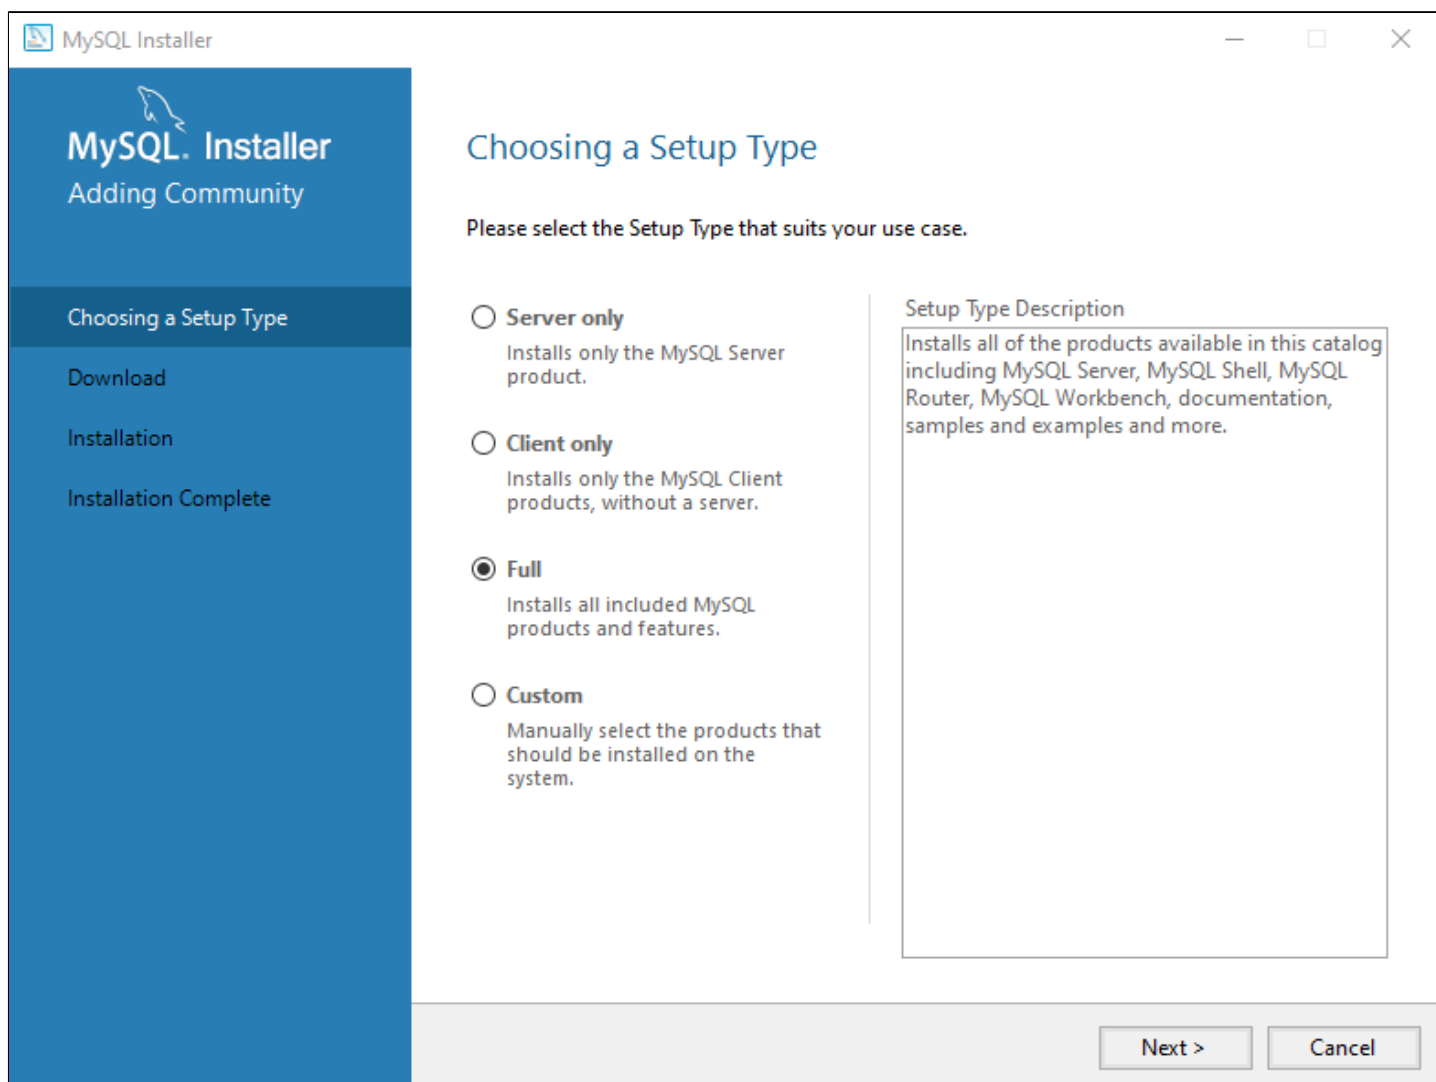 MySQL Installer
MySQL. Installer
Adding Community
Choosing a Setup Type
Download
Installation
Installation Complete
Choosing a Setup Type
Please select the Setup Type that suits your use case.
Server only
Installs only the MySQL Server
product.
Client only
Installs only the MySQL Client
products, without a server.
Full
Installs all included MySQL
products and features.
Custom
Manually select the products that
should be installed on the
system.
Setup Type Description
Installs all of the products available in this catalog
including MySQL Server, MySQL Shell, MySQL
Router, MySQL Workbench, documentation,
samples and examples and more.
Next >
Cancel